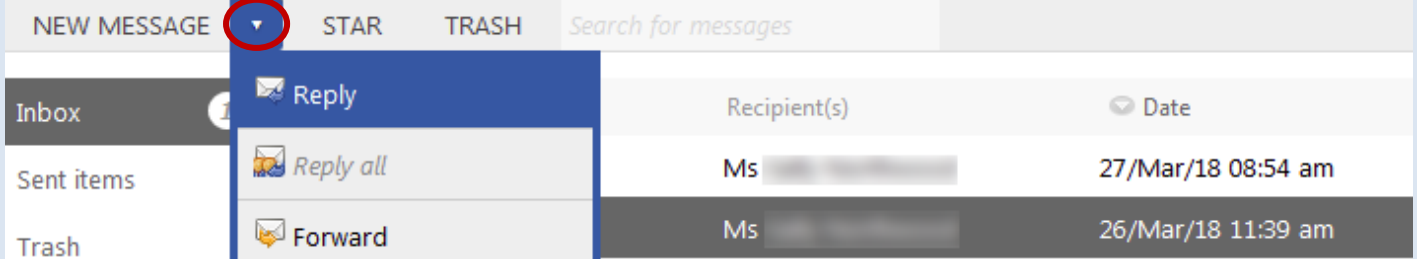 NEW MESSAGE STAR TRASH Search for messages
Inbox
Sent items
Trash
Reply
Reply all
Forward
Recipient(s) Date
Ms 27/Mar/18 08:54 am
Ms 26/Mar/18 11:39 am